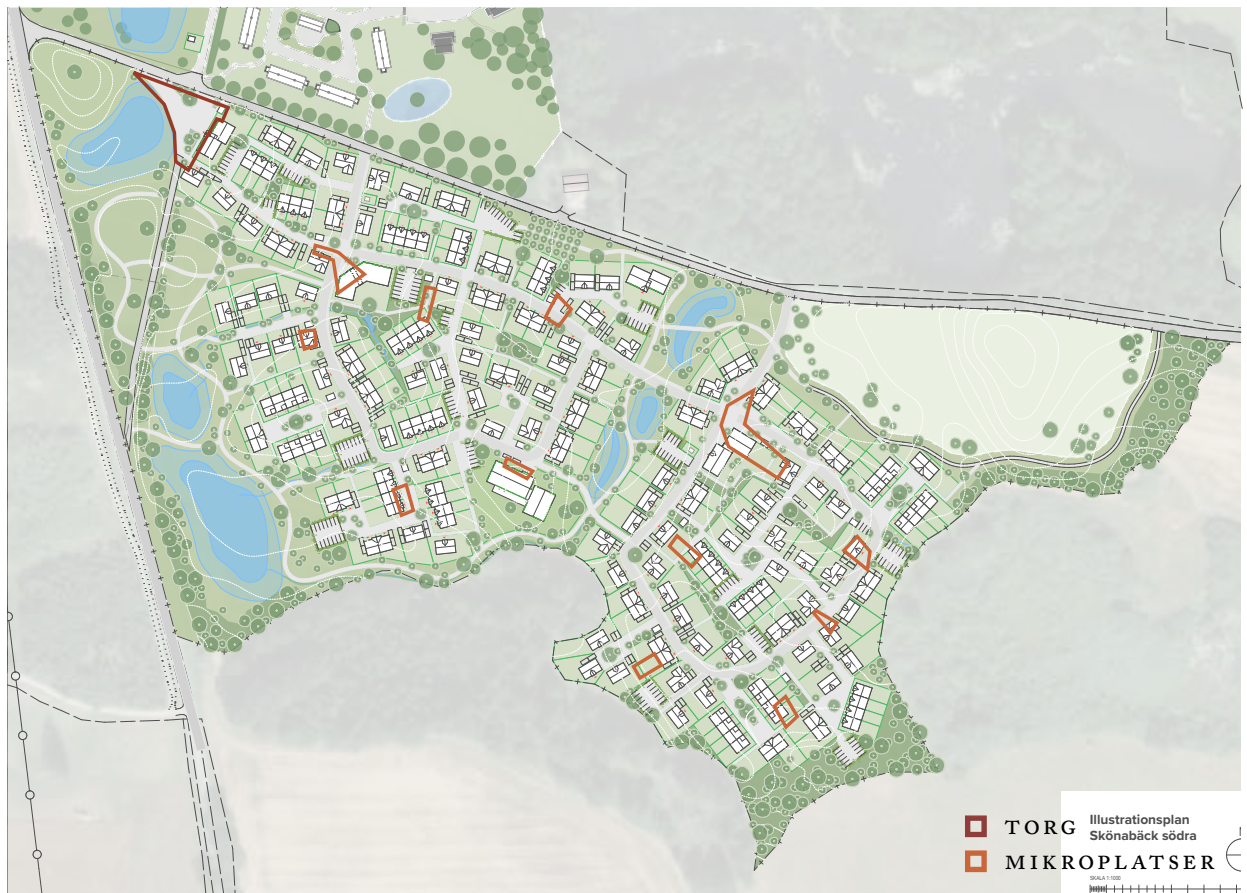 TORG
MIKROPLATSER
Illustrationsplan
Skönabäck södra
SKALA 1:1000